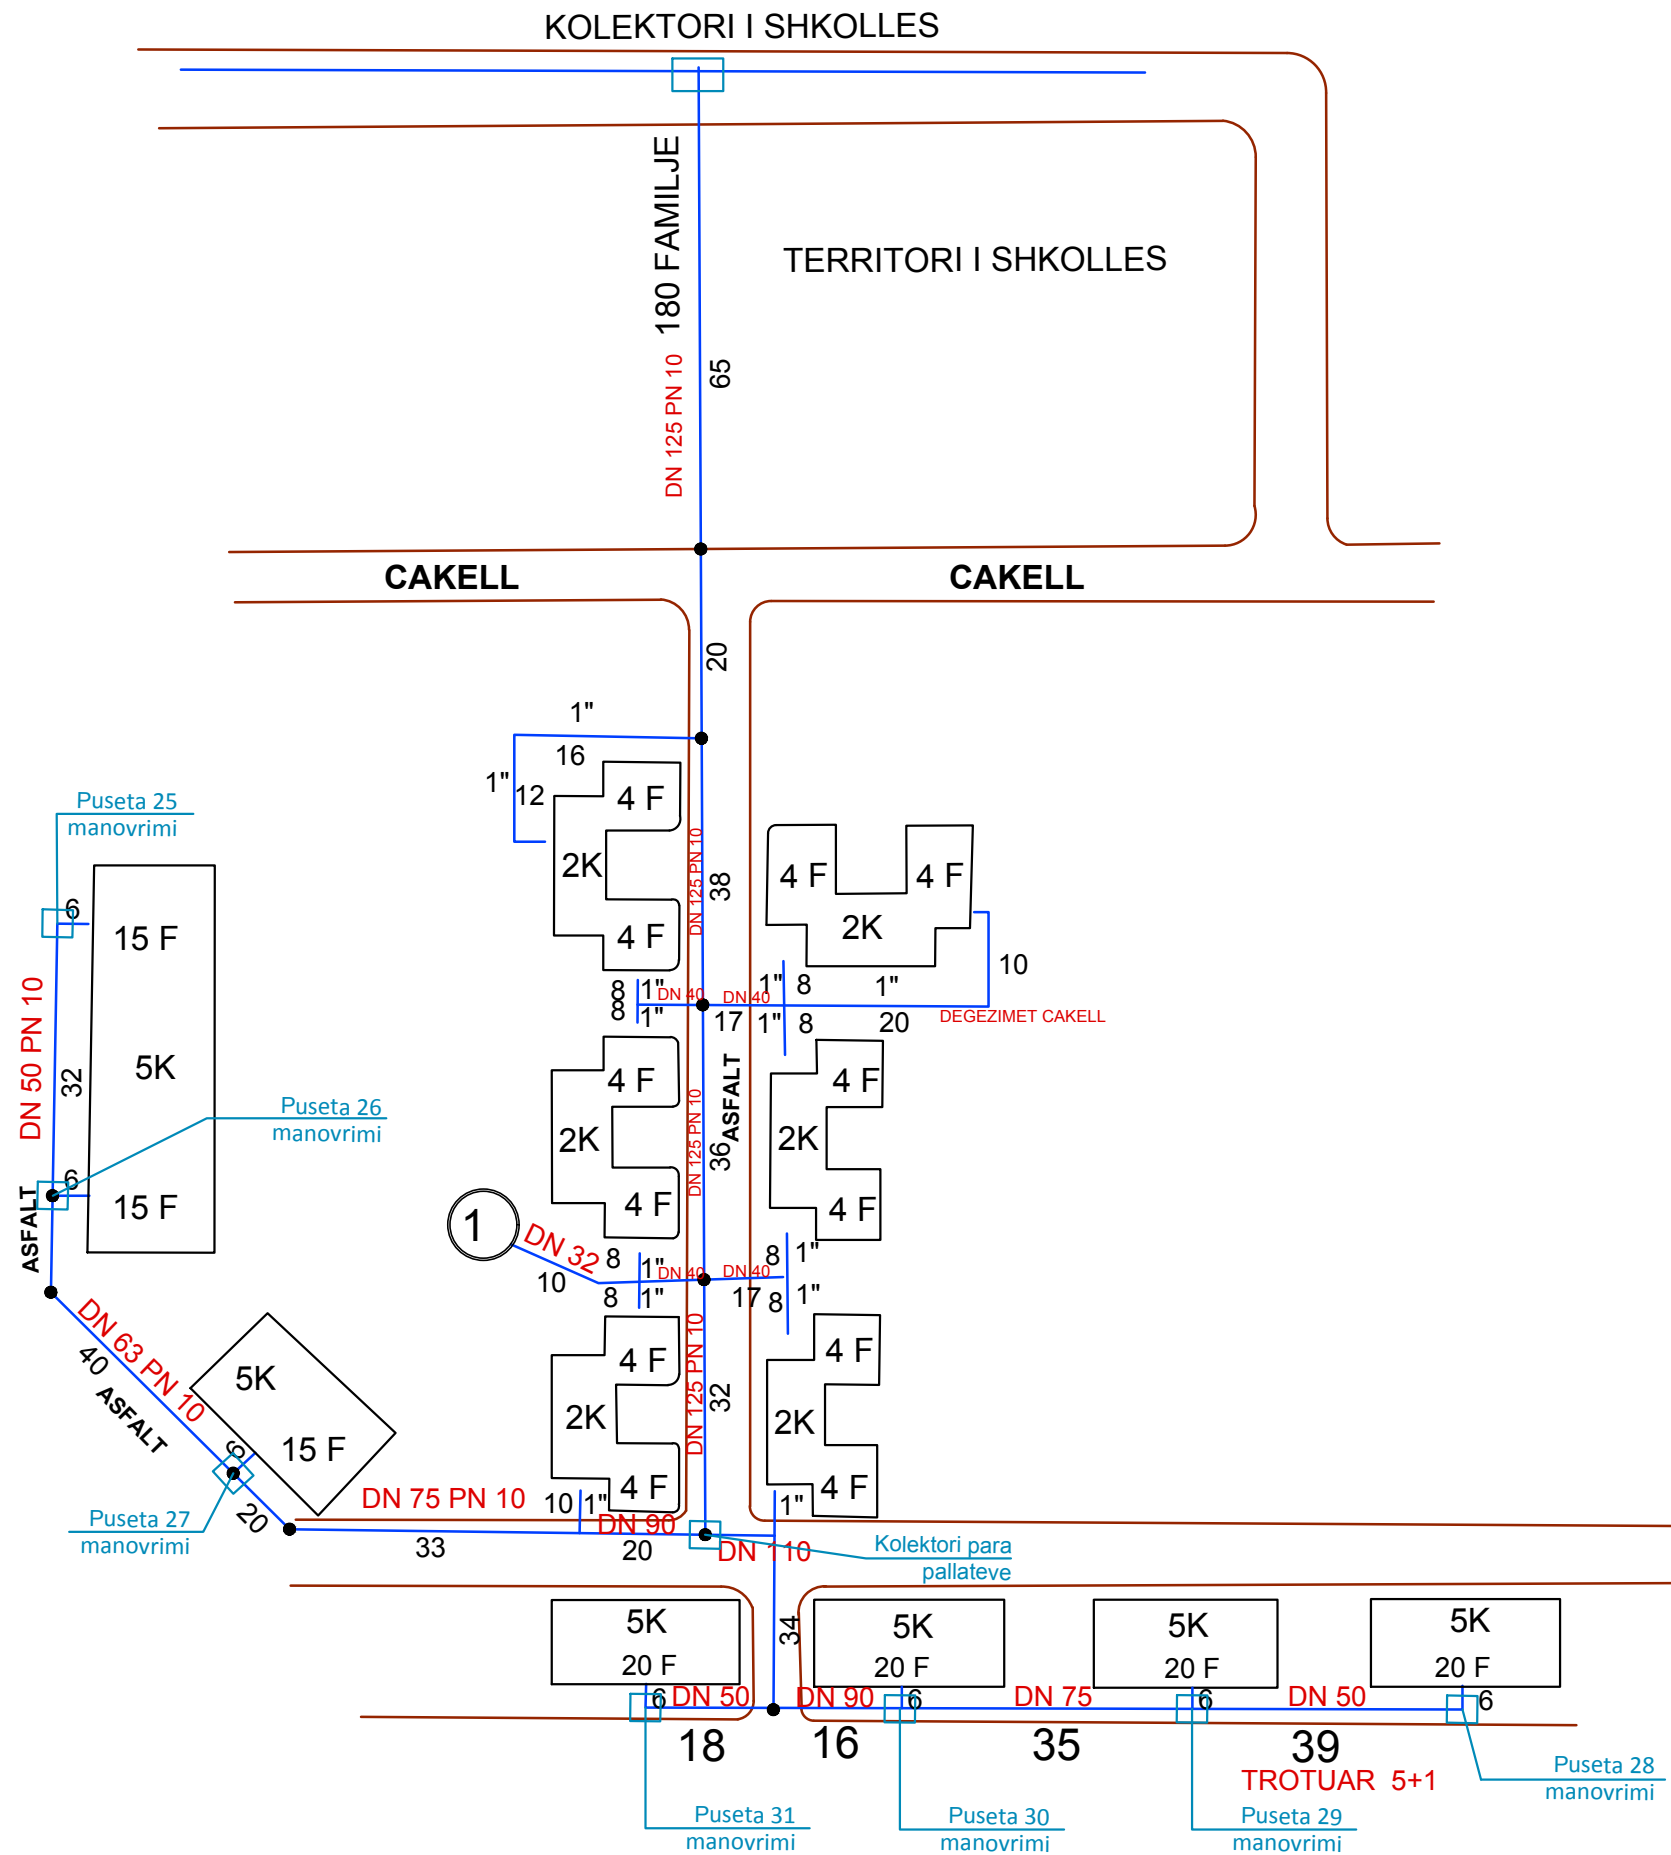 KOLEKTORI I SHKOLLES
180 FAMILJE
TERRITORI I SHKOLLES
DN 125 PN 10
65
CAKELL
CAKELL
20
1"
16
1"
12
4 F
2K
4 F
DN 125 PN 10
38
4 F
4 F
2K
10
Puseta 25
manovrimi
6
15 F
5K
15 F
DN 50 PN 10
32
6
ASFALT
Puseta 26
manovrimi
8
1"
8
1"
DN 40
DN 40
17
1"
8
1"
8
1"
20
DEGEZIMET CAKELL
4 F
2K
4 F
DN 125 PN 10
36
ASFALT
4 F
2K
4 F
1
DN 32
10
8
1"
8
1"
DN 40
DN 40
17
8
1"
8
1"
DN 63 PN 10
40
ASFALT
5K
15 F
6
20
Puseta 27
manovrimi
4 F
2K
4 F
DN 125 PN 10
32
4 F
2K
4 F
DN 75 PN 10
33
10
1"
DN 90
20
1"
DN 110
Kolektori para
pallateve
34
5K
20 F
5K
20 F
5K
20 F
5K
20 F
6
DN 50
DN 90
6
DN 75
6
DN 50
6
18
16
35
39
TROTUAR 5+1
Puseta 28
manovrimi
Puseta 31
manovrimi
Puseta 30
manovrimi
Puseta 29
manovrimi